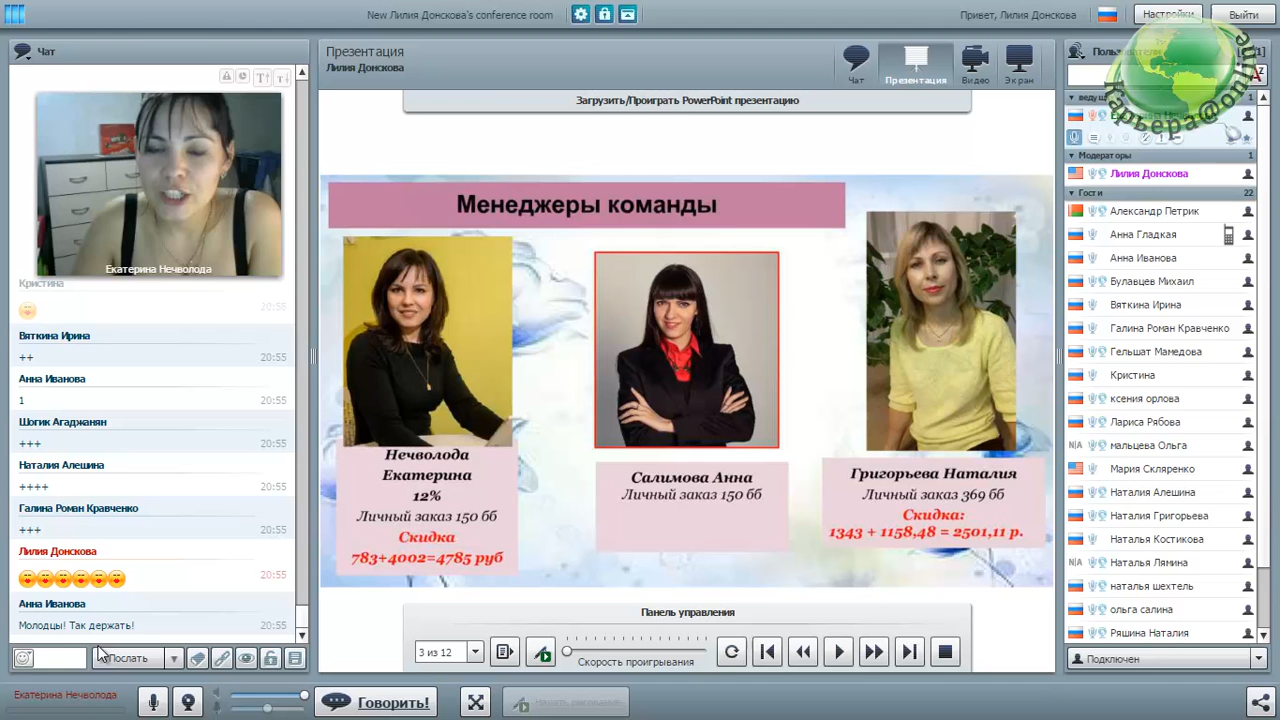 New Лилия Донскова's conference room
Привет, Лилия Донскова
Настройки
Выйти
Чат
Екатерина Нечволода
Кристина
20:55
Вяткина Ирина
++
20:55
Анна Иванова
1
20:55
Шогик Агаджанян
+++
20:55
Наталия Алешина
++++
20:55
Галина Роман Кравченко
+++
20:55
Лилия Донскова
20:55
Анна Иванова
Молодцы! Так держать!
20:55
Послать
Презентация
Лилия Донскова
Чат
Презентация
Видео
Экран
Загрузить/Проиграть PowerPoint презентацию
Менеджеры команды
Нечволода
Екатерина
12%
Личный заказ 150 бб
Скидка
783+4002=4785 руб
Салимова Анна
Личный заказ 150 бб
Григорьева Наталия
Личный заказ 369 бб
Скидка:
1343 + 1158,48 = 2501,11 р.
Панель управления
3 из 12
Скорость проигрывания
Пользователи
карьера@online
1
Модераторы
1
Лилия Донскова
Гости
22
Александр Петрик
Анна Гладкая
Анна Иванова
Булавцев Михаил
Вяткина Ирина
Галина Роман Кравченко
Гельшат Мамедова
Кристина
ксения орлова
Лариса Рябова
N/A
мальцева Ольга
Мария Скляренко
Наталия Алешина
Наталия Григорьева
Наталья Костикова
N/A
Наталья Лямина
наталья шехтель
ольга салина
Ряшина Наталия
Подключен
Екатерина Нечволода
Говорить!